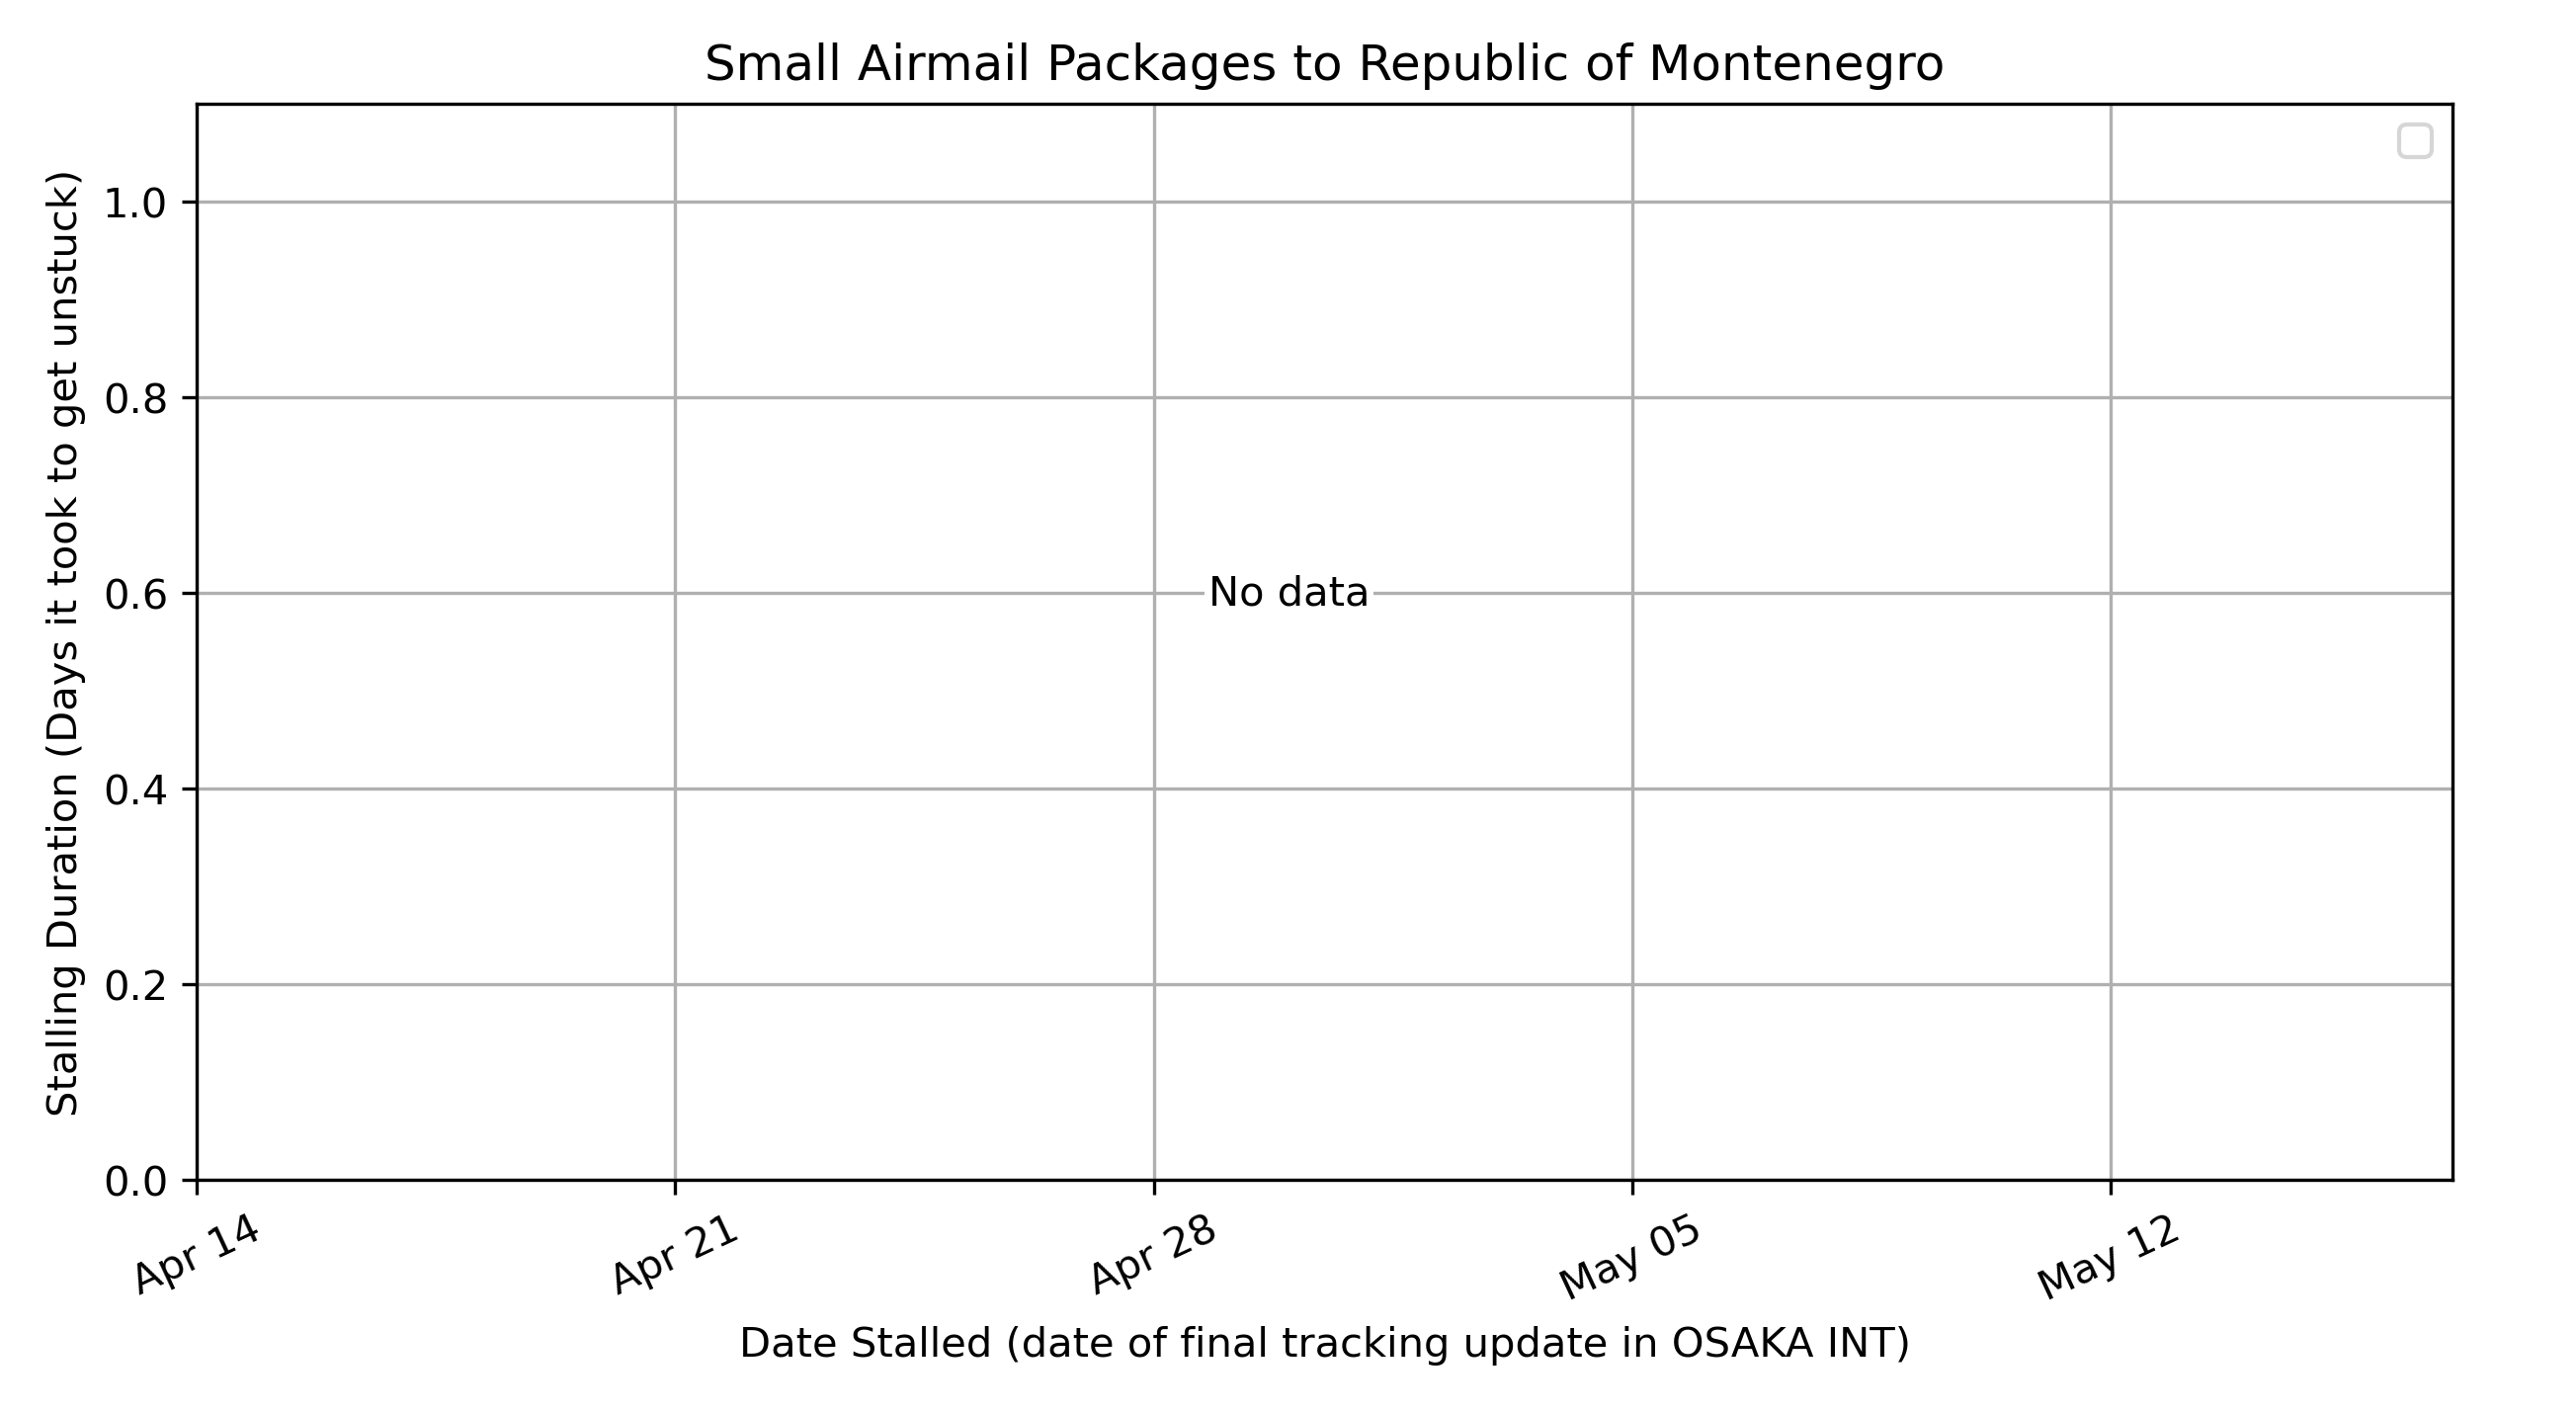 Small Airmail Packages to Republic of Montenegro
Stalling Duration (Days it took to get unstuck)
1.0
0.8
0.6
0.4
0.2
0.0
No data
Apr 14
Apr 21
Apr 28
May 05
May 12
Date Stalled (date of final tracking update in OSAKA INT)